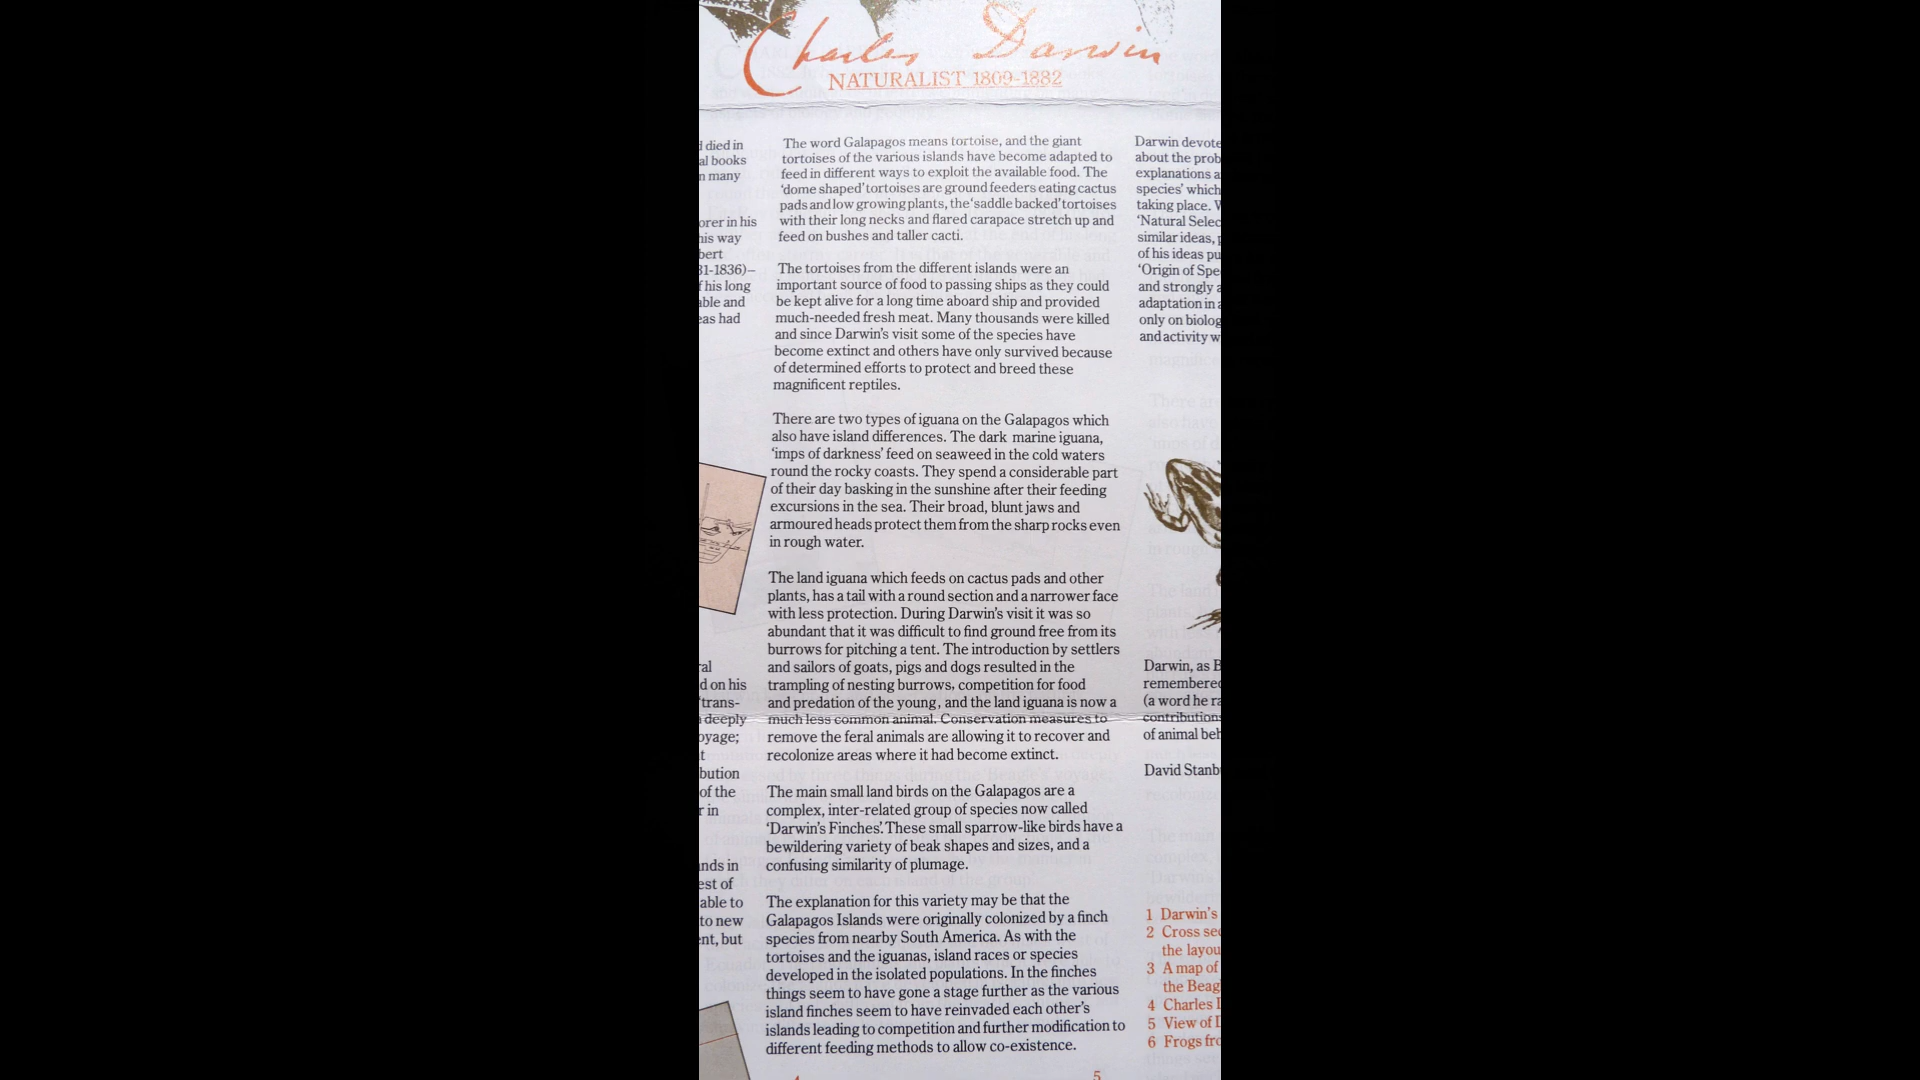 Charles Darwin
NATURALIST 1809-1882
died in
al books
n many
orer in his
his way
bert
31-1836)–
f his long
able and
eas had
ral
d on his
'trans-
deeply
oyage;
t
bution
of the
r in
nds in
est of
able to
to new
nt, but
The word Galapagos means tortoise, and the giant
tortoises of the various islands have become adapted to
feed in different ways to exploit the available food. The
'dome shaped' tortoises are ground feeders eating cactus
pads and low growing plants, the 'saddle backed' tortoises
with their long necks and flared carapace stretch up and
feed on bushes and taller cacti.
The tortoises from the different islands were an
important source of food to passing ships as they could
be kept alive for a long time aboard ship and provided
much-needed fresh meat. Many thousands were killed
and since Darwin's visit some of the species have
become extinct and others have only survived because
of determined efforts to protect and breed these
magnificent reptiles.
There are two types of iguana on the Galapagos which
also have island differences. The dark marine iguana,
'imps of darkness' feed on seaweed in the cold waters
round the rocky coasts. They spend a considerable part
of their day basking in the sunshine after their feeding
excursions in the sea. Their broad, blunt jaws and
armoured heads protect them from the sharp rocks even
in rough water.
The land iguana which feeds on cactus pads and other
plants, has a tail with a round section and a narrower face
with less protection. During Darwin's visit it was so
abundant that it was difficult to find ground free from its
burrows for pitching a tent. The introduction by settlers
and sailors of goats, pigs and dogs resulted in the
trampling of nesting burrows, competition for food
and predation of the young, and the land iguana is now a
much less common animal. Conservation measures to
remove the feral animals are allowing it to recover and
recolonize areas where it had become extinct.
The main small land birds on the Galapagos are a
complex, inter-related group of species now called
'Darwin's Finches'. These small sparrow-like birds have a
bewildering variety of beak shapes and sizes, and a
confusing similarity of plumage.
The explanation for this variety may be that the
Galapagos Islands were originally colonized by a finch
species from nearby South America. As with the
tortoises and the iguanas, island races or species
developed in the isolated populations. In the finches
things seem to have gone a stage further as the various
island finches seem to have reinvaded each other's
islands leading to competition and further modification to
different feeding methods to allow co-existence.
5
Darwin devote
about the prob
explanations a
species' which
taking place. W
'Natural Selec
similar ideas, p
of his ideas pu
'Origin of Spe
and strongly a
adaptation in a
only on biolog
and activity w
Darwin, as B
remembered
(a word he ra
contributions
of animal beh
David Stanb
1 Darwin's
2 Cross sec
the layou
3 A map of
the Beag
4 Charles D
5 View of D
6 Frogs fro